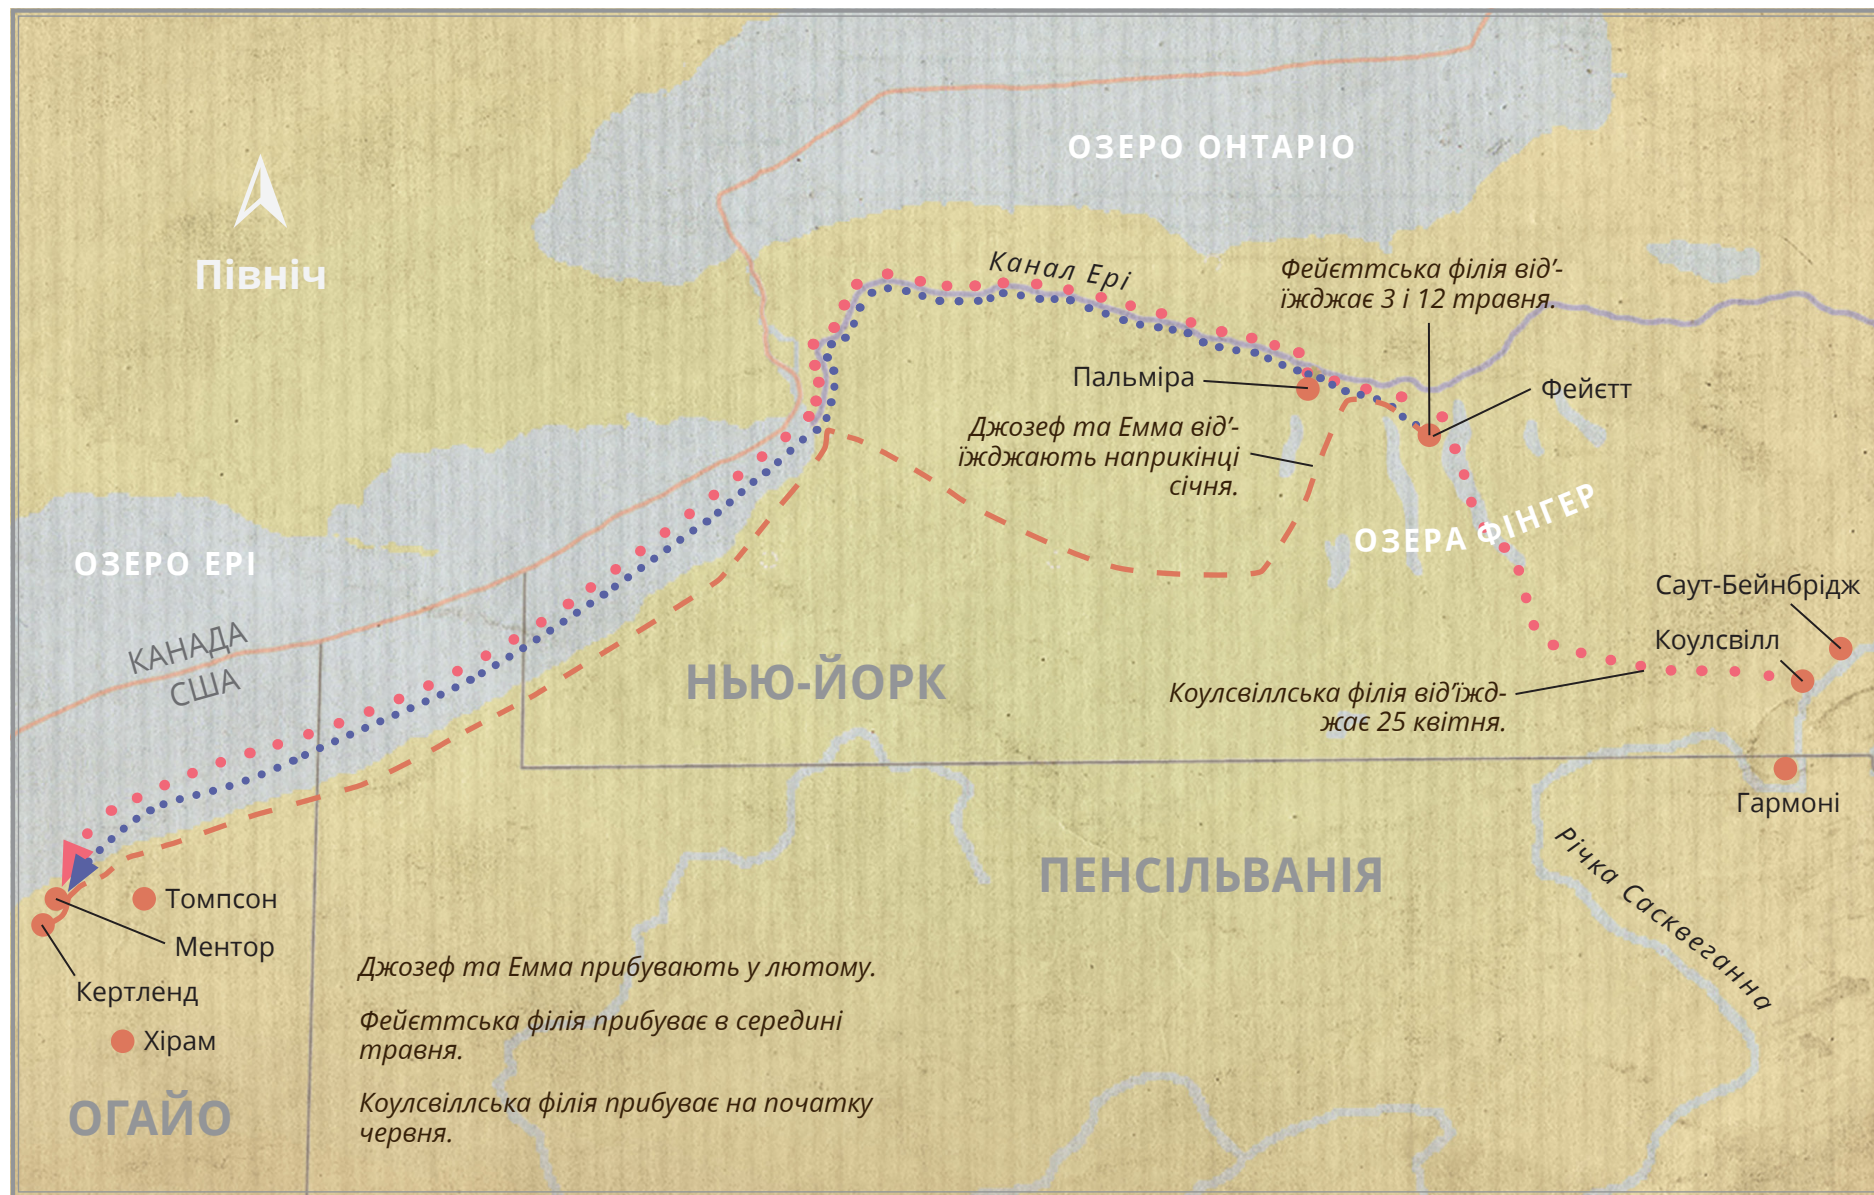 ОЗЕРО ОНТАРІО
Північ
Канал Ері
Фейєттська філія від’-
їжджає 3 і 12 травня.
Пальміра
Фейєтт
Джозеф та Емма від’-
їжджають наприкінці
січня.
ОЗЕРА ФІНГЕР
ОЗЕРО ЕРІ
Саут-Бейнбрідж
КАНАДА
Коулсвілл
США
НЬЮ-ЙОРК
Коулсвіллська філія від’їжд-
жає 25 квітня.
Гармоні
ПЕНСІЛЬВАНІЯ
Річка Сасквеганна
Томпсон
Ментор
Кертленд
Джозеф та Емма прибувають у лютому.
Фейєттська філія прибуває в середині
травня.
Хірам
Коулсвіллська філія прибуває на початку
червня.
ОГАЙО